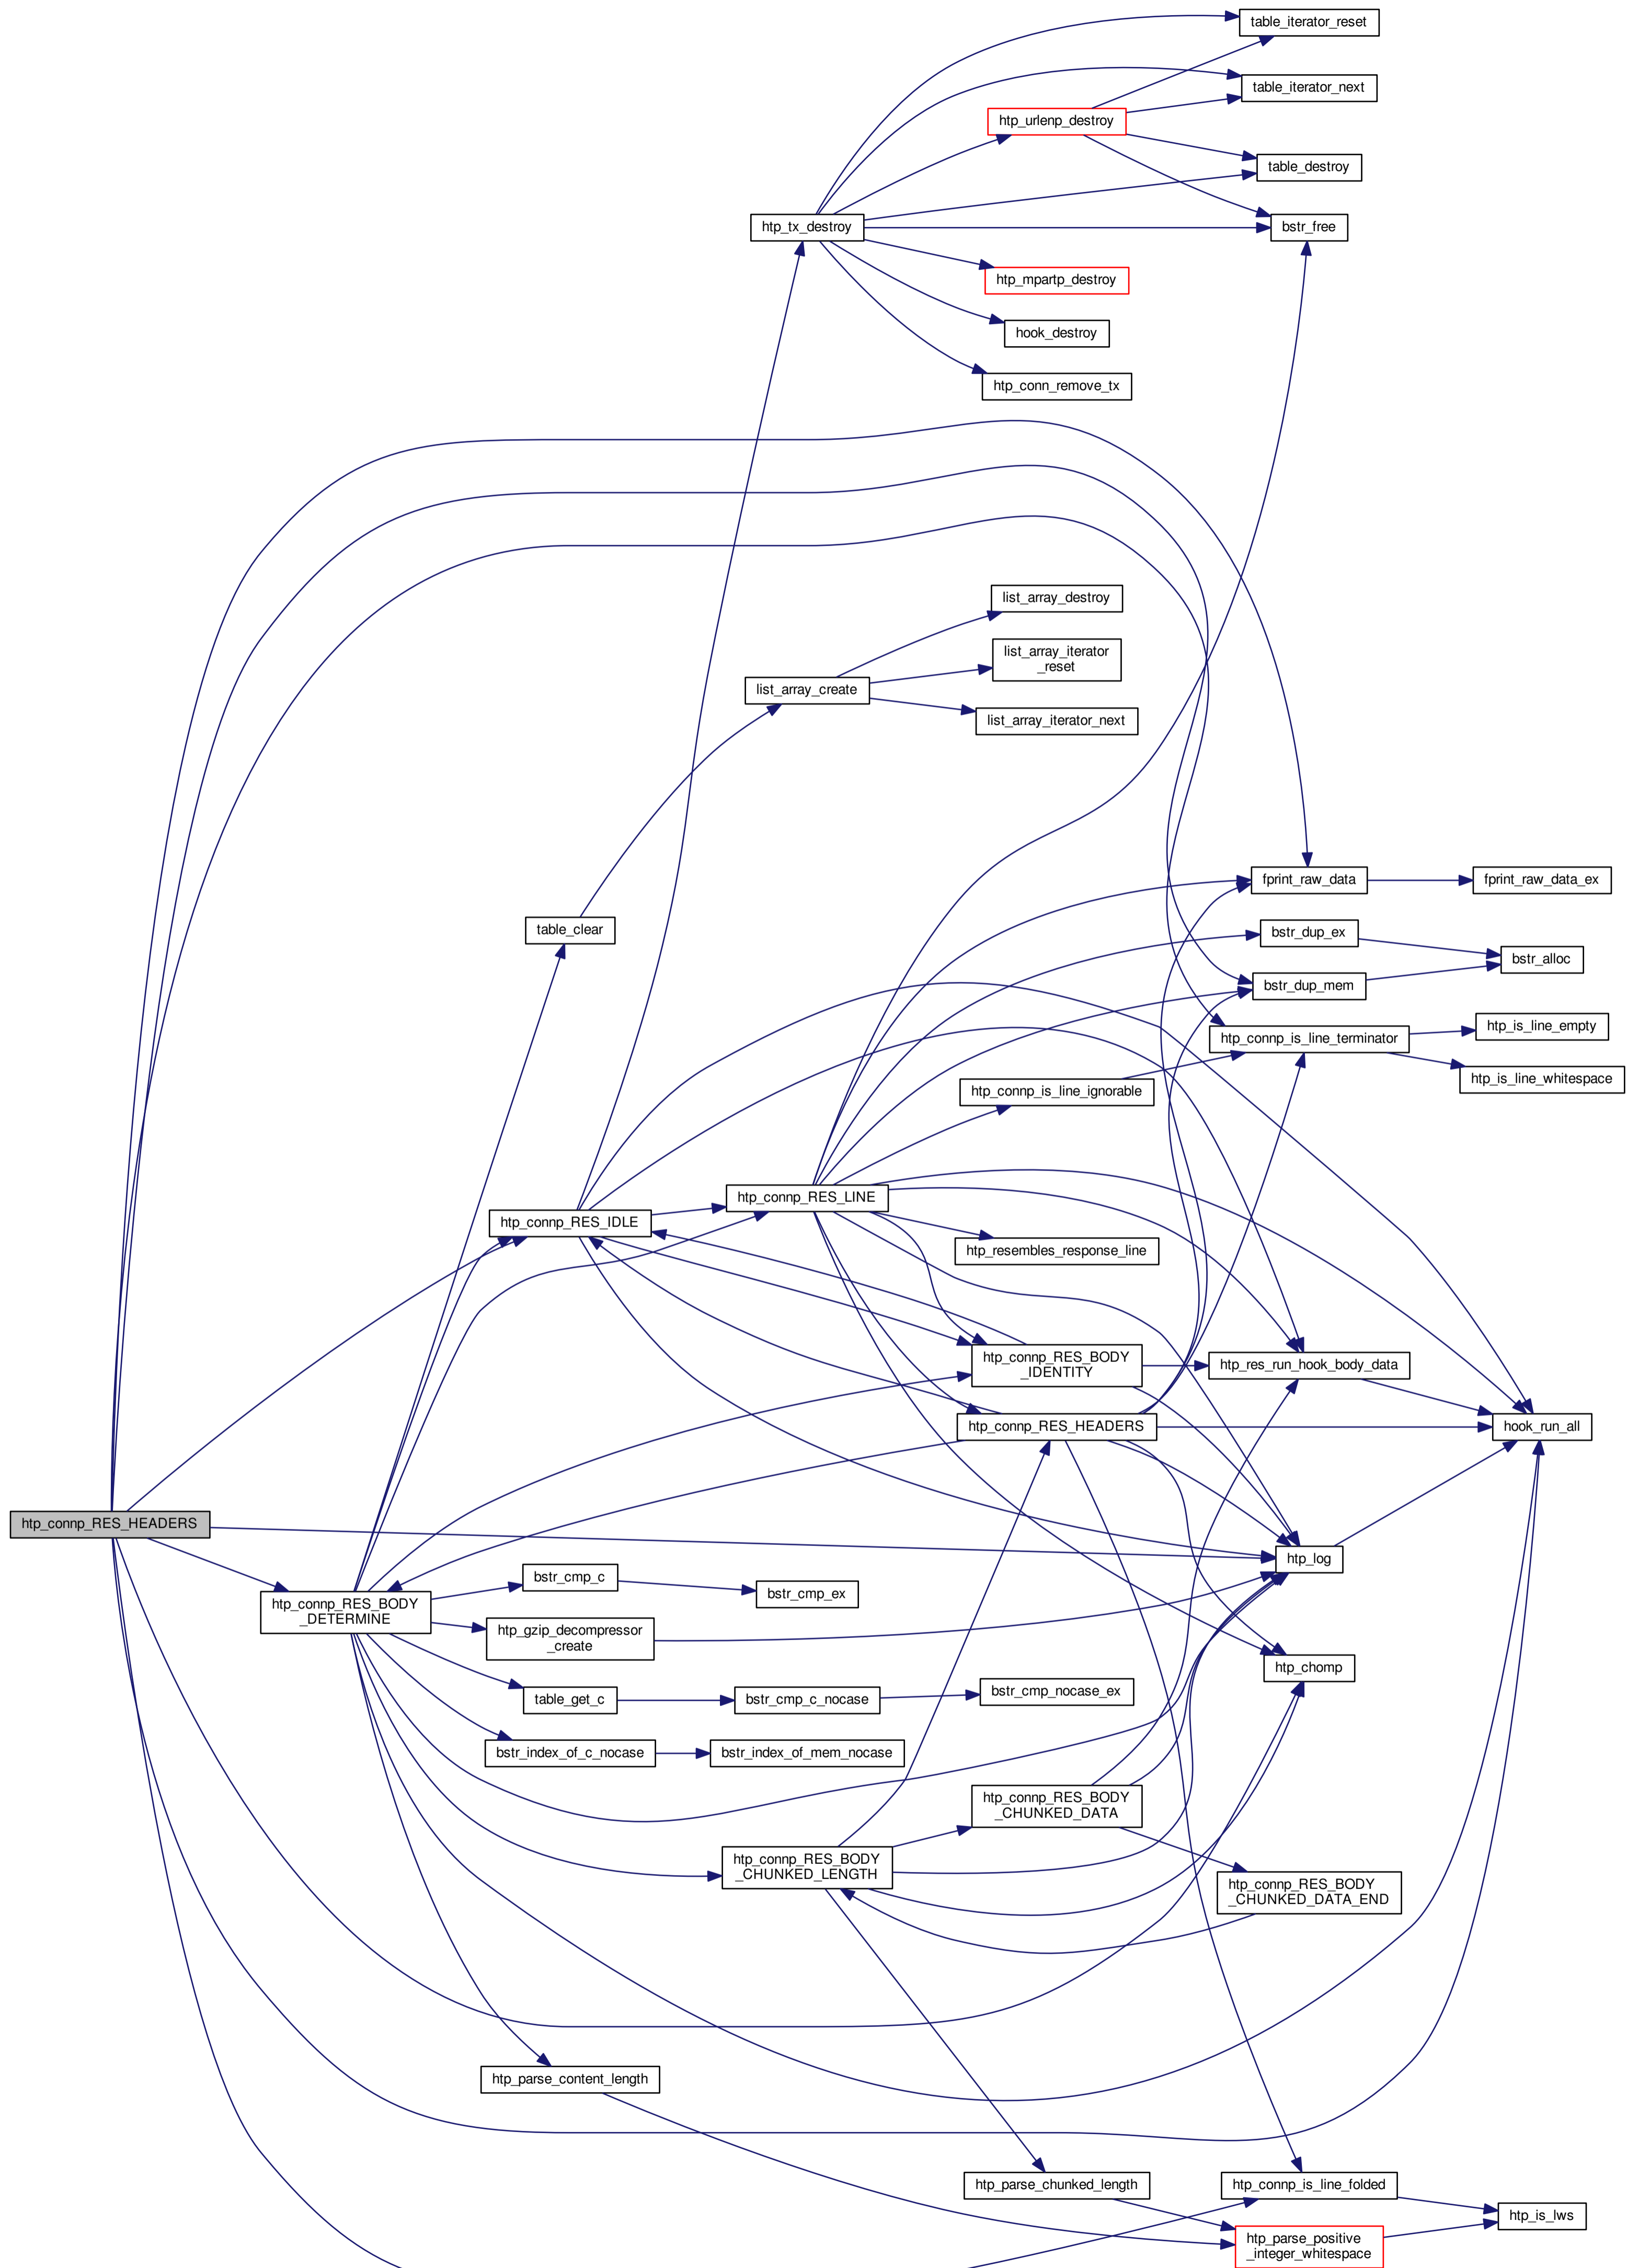 table_iterator_reset
table_iterator_next
htp_urlenp_destroy
table_destroy
htp_tx_destroy
bstr_free
htp_mpartp_destroy
hook_destroy
htp_conn_remove_tx
list_array_destroy
list_array_iterator
_reset
list_array_create
list_array_iterator_next
fprint_raw_data
fprint_raw_data_ex
table_clear
bstr_dup_ex
bstr_alloc
bstr_dup_mem
htp_is_line_empty
htp_connp_is_line_terminator
htp_is_line_whitespace
htp_connp_is_line_ignorable
htp_connp_RES_LINE
htp_connp_RES_IDLE
htp_resembles_response_line
htp_connp_RES_BODY
_IDENTITY
htp_res_run_hook_body_data
htp_connp_RES_HEADERS
hook_run_all
htp_connp_RES_HEADERS
htp_log
bstr_cmp_c
bstr_cmp_ex
htp_connp_RES_BODY
_DETERMINE
htp_gzip_decompressor
_create
htp_chomp
table_get_c
bstr_cmp_c_nocase
bstr_cmp_nocase_ex
bstr_index_of_c_nocase
bstr_index_of_mem_nocase
htp_connp_RES_BODY
_CHUNKED_DATA
htp_connp_RES_BODY
_CHUNKED_LENGTH
htp_connp_RES_BODY
_CHUNKED_DATA_END
htp_parse_content_length
htp_parse_chunked_length
htp_connp_is_line_folded
htp_is_lws
htp_parse_positive
_integer_whitespace